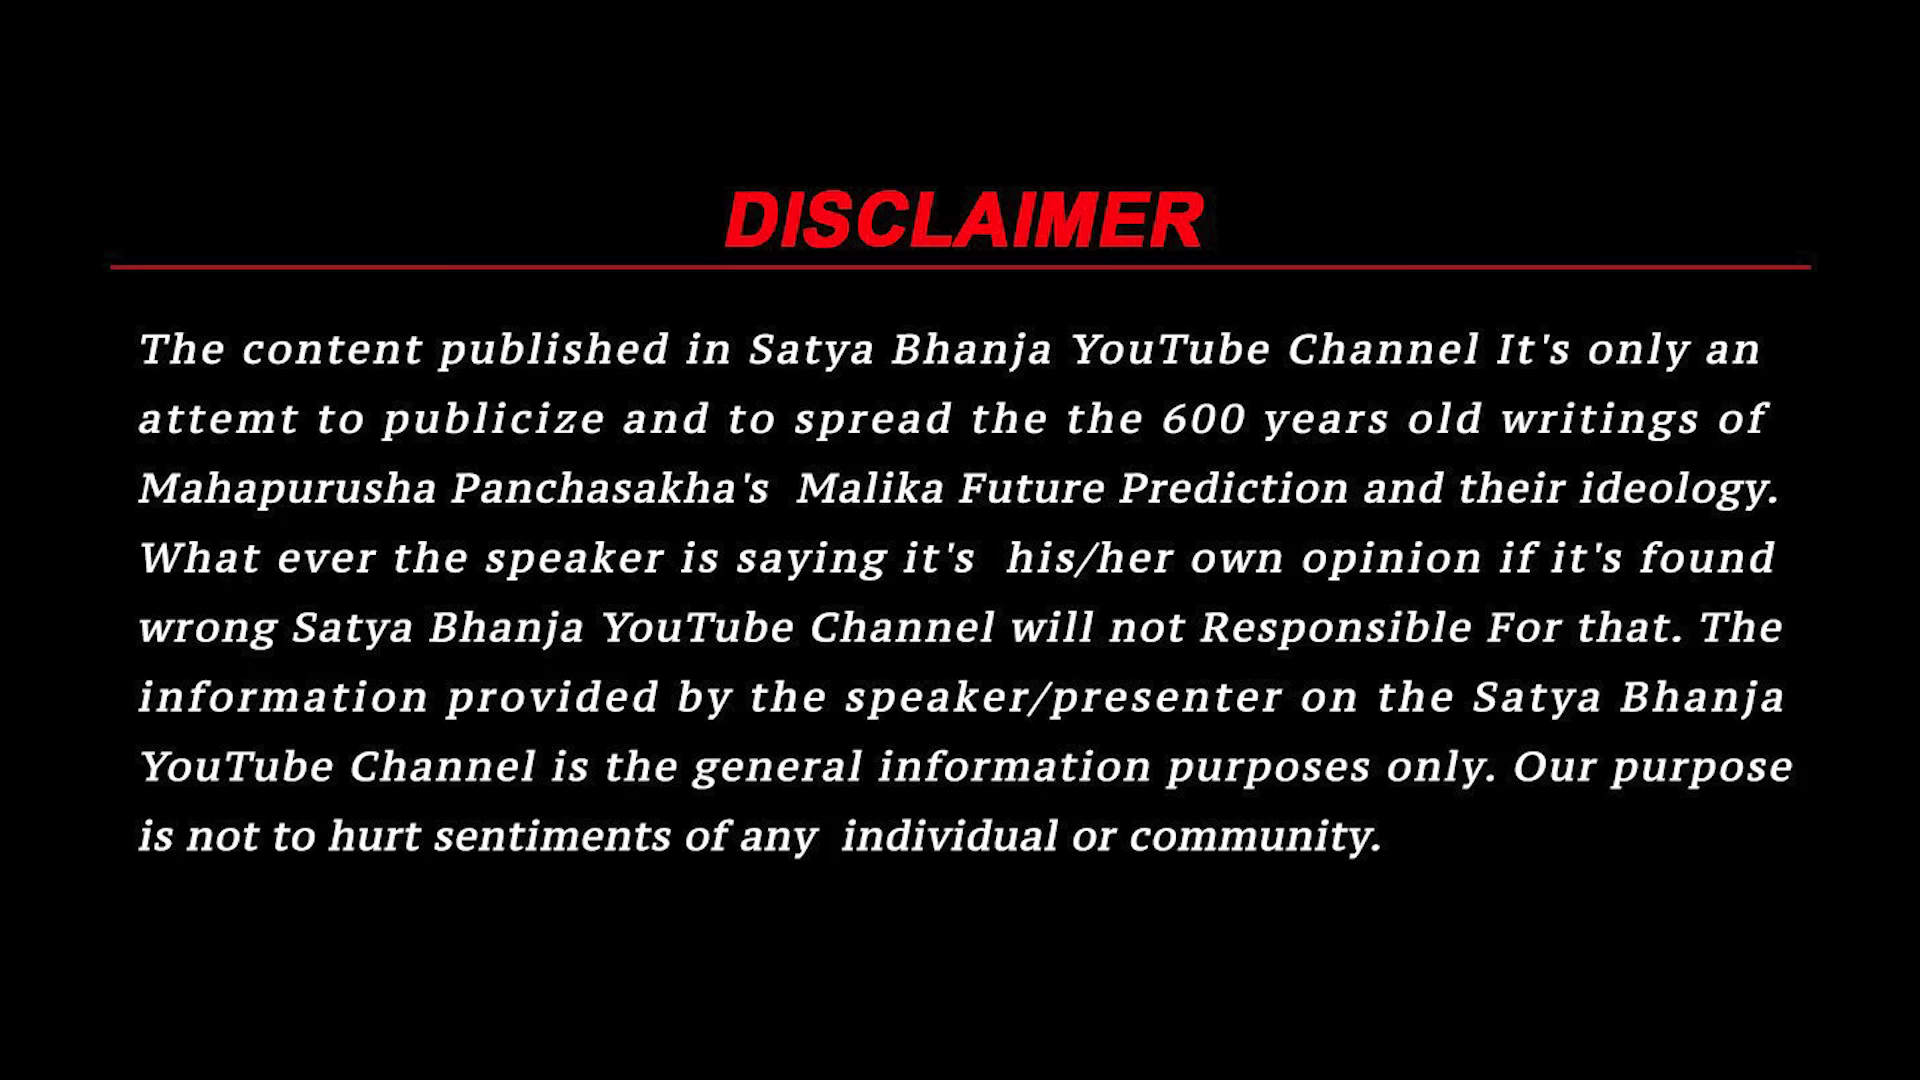 DISCLAIMER
The content published in Satya Bhanja YouTube Channel It's only an
attemt to publicize and to spread the the 600 years old writings of
Mahapurusha Panchasakha's Malika Future Prediction and their ideology.
What ever the speaker is saying it's his/her own opinion if it's found
wrong Satya Bhanja YouTube Channel will not Responsible For that. The
information provided by the speaker/presenter on the Satya Bhanja
YouTube Channel is the general information purposes only. Our purpose
is not to hurt sentiments of any individual or community.